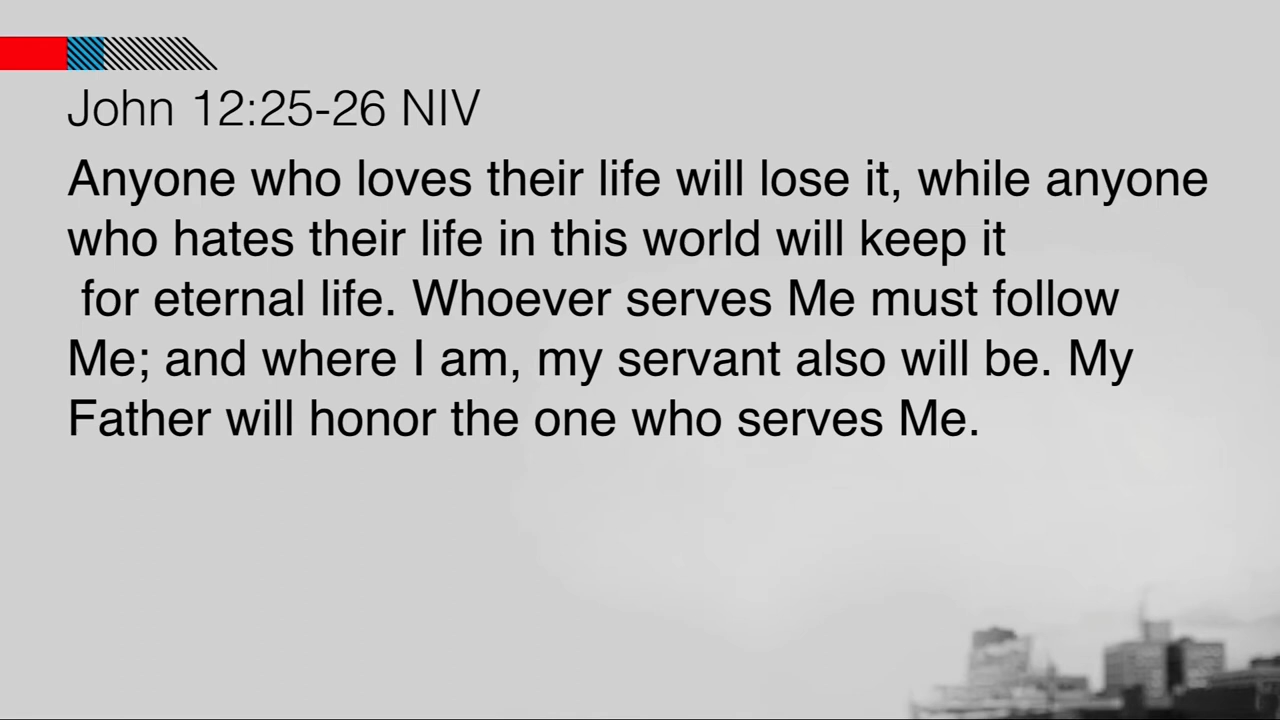 John 12:25-26 NIV
Anyone who loves their life will lose it, while anyone
who hates their life in this world will keep it
for eternal life. Whoever serves Me must follow
Me; and where I am, my servant also will be. My
Father will honor the one who serves Me.